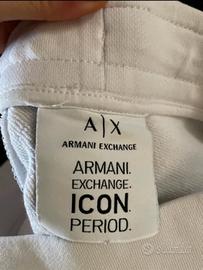 A|X
ARMANI EXCHANGE
ARMANI.
EXCHANGE.
ICON.
PERIOD.